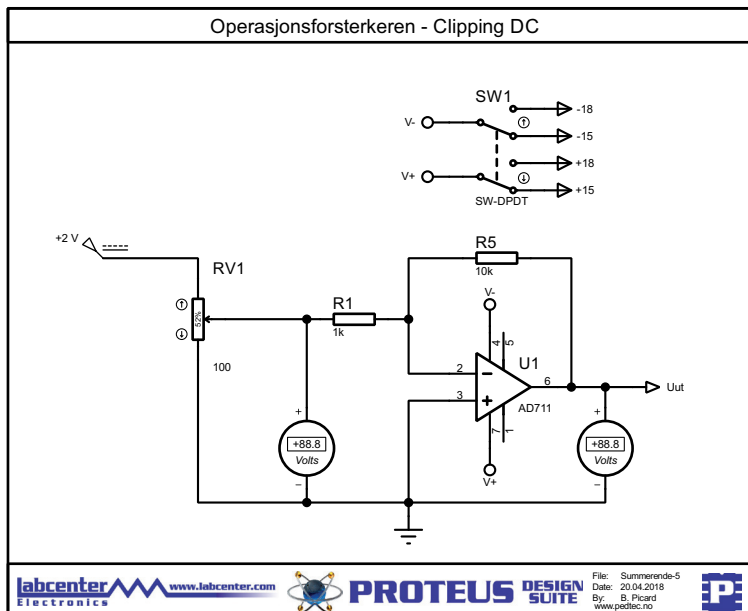 Operasjonsforsterkeren - Clipping DC
SW1
-18
V-
-15
+18
V+
+15
SW-DPDT
+2 V
RV1
52%
100
R1
1k
R5
10k
V-
4
5
U1
2
3
6
AD711
7
1
V+
Uut
+
+88.8
Volts
−
+
+88.8
Volts
−
labcenter
Electronics
www.labcenter.com
PROTEUS DESIGN SUITE
File: Summerende-5
Date: 20.04.2018
By: B. Picard
www.pedtec.no
P